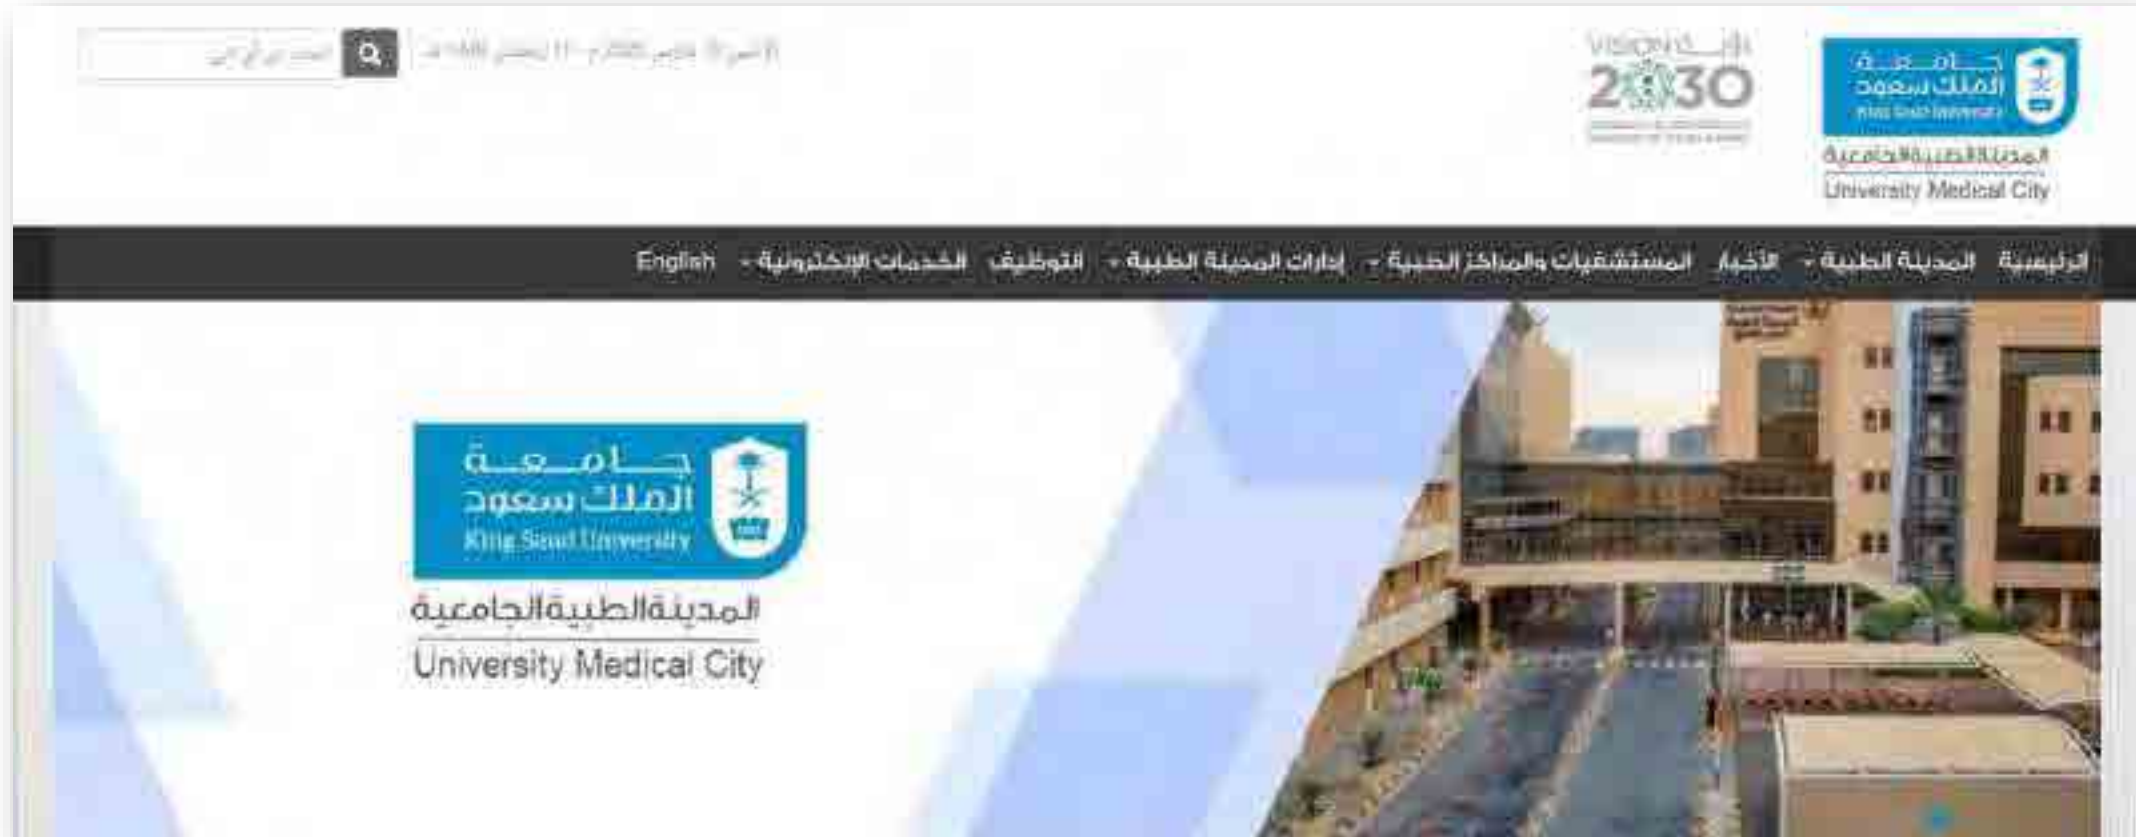 جامعة
الملك سعود
King Saud University
المدينة الطبية الجامعية
University Medical City
VISION رؤية
2030
الرئيسية
المدينة الطبية
الأخبار
المستشفيات والمراكز الطبية
إدارات المدينة الطبية
التوظيف
الخدمات الإلكترونية
English
جامعة
الملك سعود
King Saud University
المدينة الطبية الجامعية
University Medical City